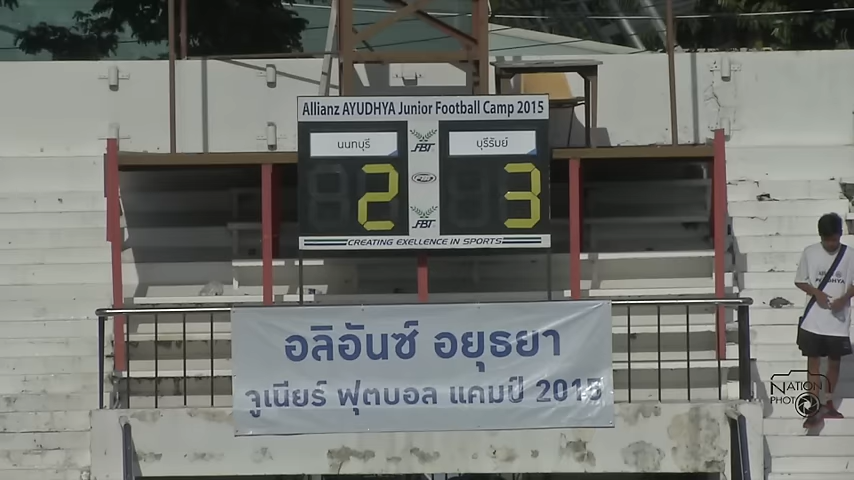 Allianz AYUDHYA Junior Football Camp 2015
นนทบุรี
FBT
บุรีรัมย์
2
3
FBT
CREATING EXELLENCE IN SPORTS
อลิอันซ์ อยุธยา
จูเนียร์ ฟุตบอล แคมป์ 2015
NATION
PHOTO